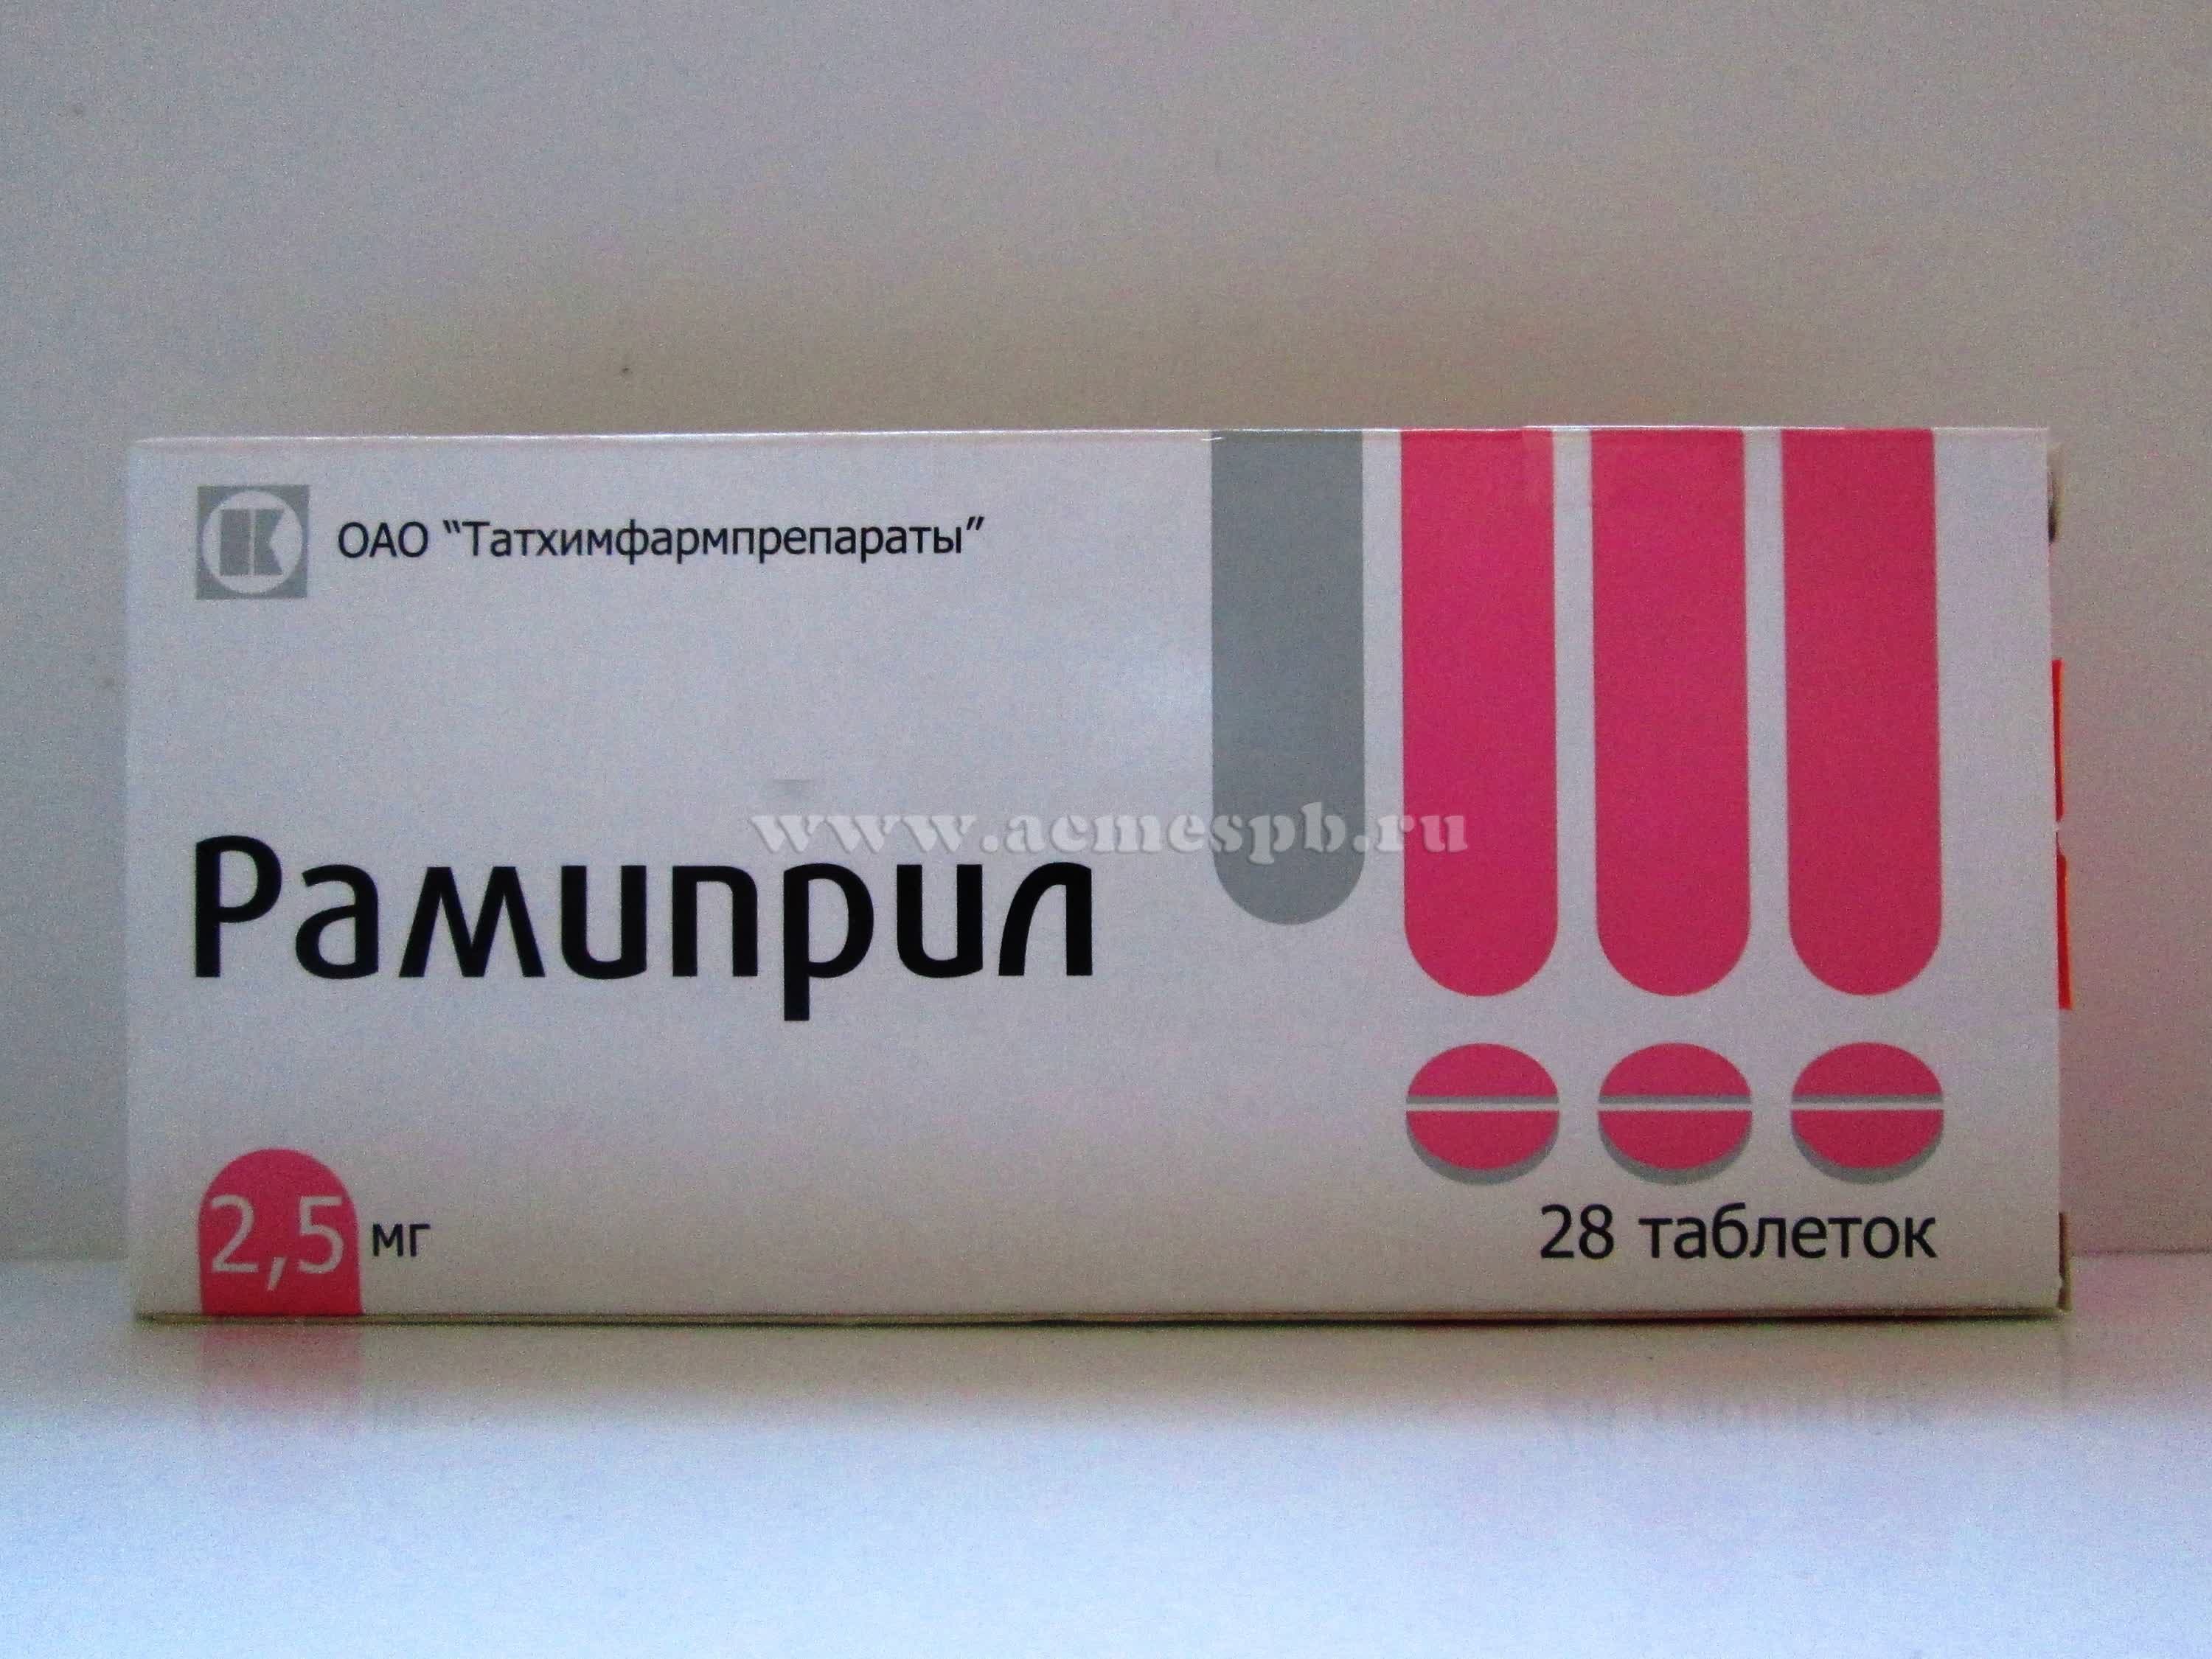 ОАО "Татхимфармпрепараты"
www.acmespb.ru
Рамиприл
2,5 мг
28 таблеток